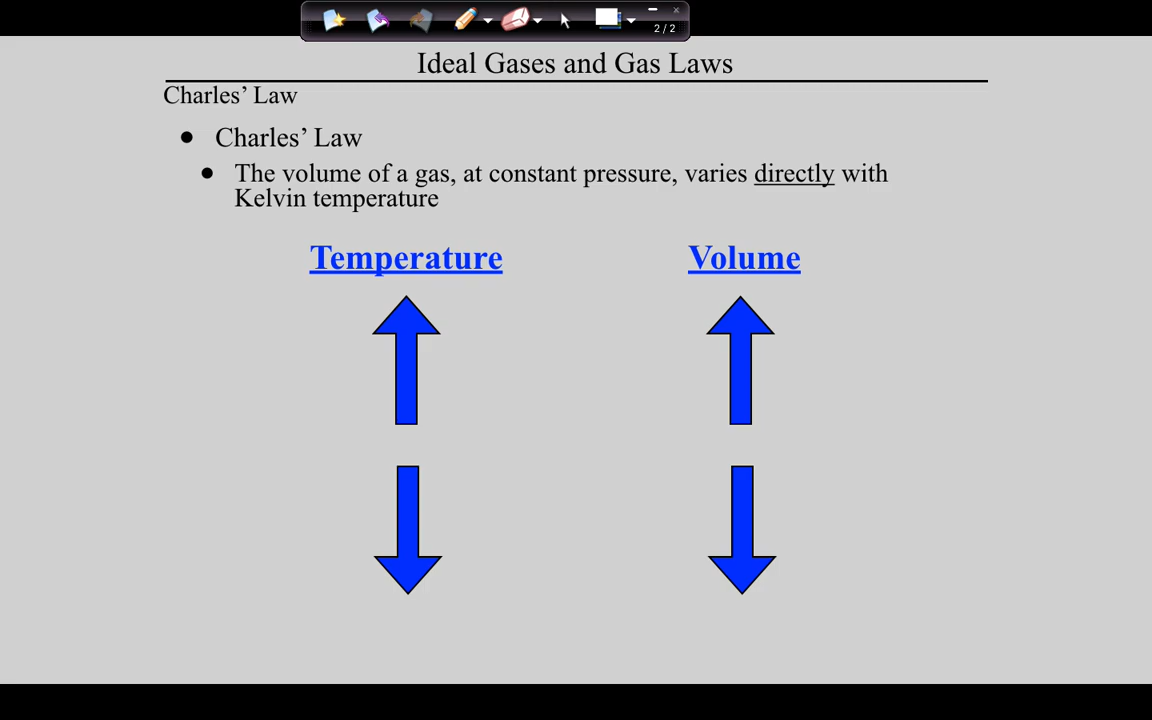 2 / 2
Ideal Gases and Gas Laws
Charles’ Law
• Charles’ Law
• The volume of a gas, at constant pressure, varies directly with
Kelvin temperature
Temperature Volume